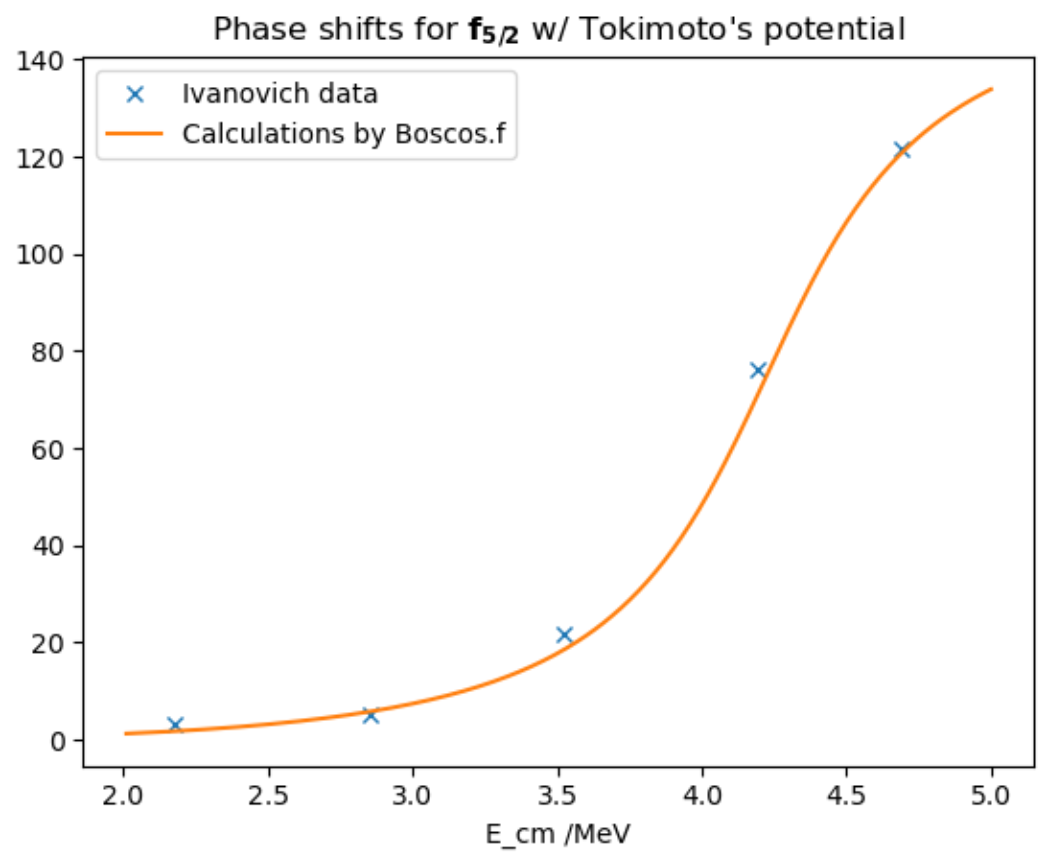 Phase shifts for f5/2 w/ Tokimoto's potential
140
Ivanovich data
Calculations by Boscos.f
120
100
80
60
40
20
0
2.0 2.5 3.0 3.5 4.0 4.5 5.0
E_cm /MeV